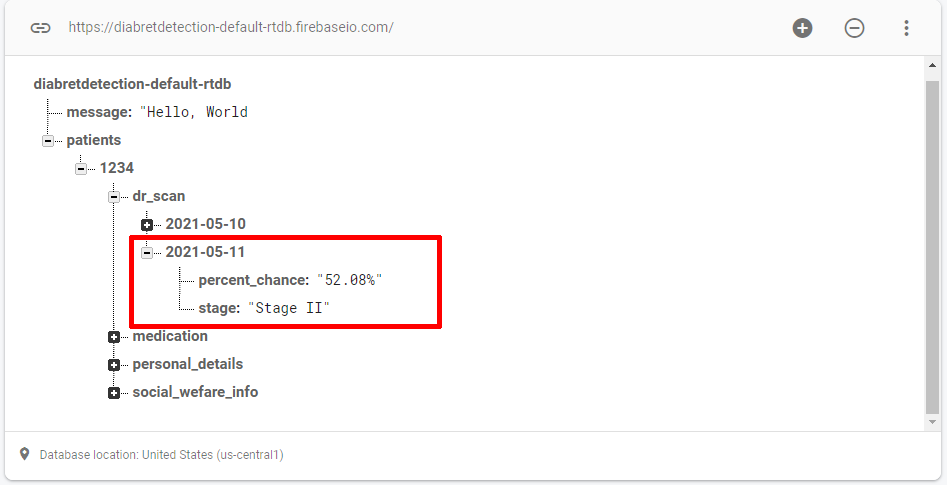 https://diabretdetection-default-rtdb.firebaseio.com/
diabretdetection-default-rtdb
message: "Hello, World
patients
1234
dr_scan
2021-05-10
2021-05-11
percent_chance: "52.08%"
stage: "Stage II"
medication
personal_details
social_wefare_info
Database location: United States (us-central1)